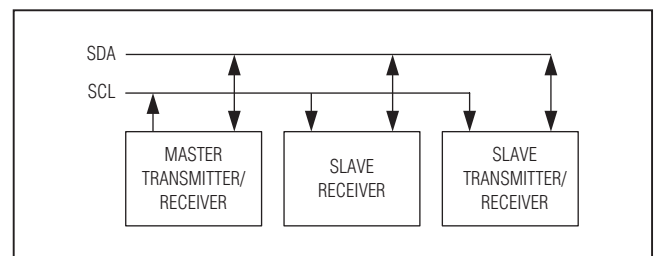 SDA
SCL
MASTER
TRANSMITTER/
RECEIVER
SLAVE
RECEIVER
SLAVE
TRANSMITTER/
RECEIVER